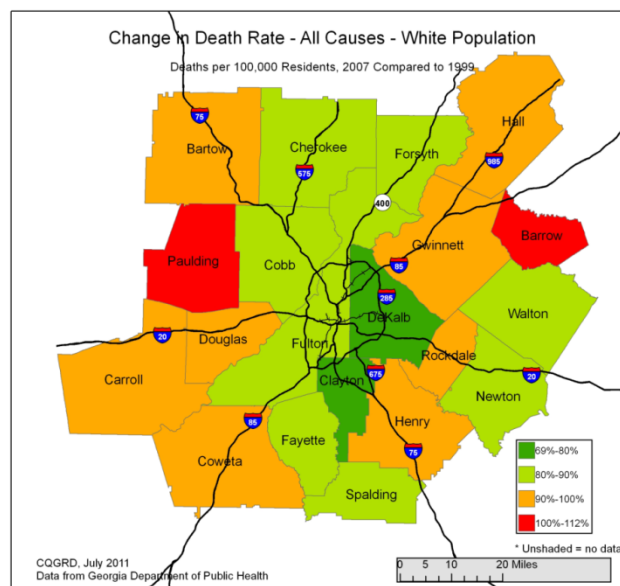 Change in Death Rate - All Causes - White Population
Deaths per 100,000 Residents, 2007 Compared to 1999
75
Hall
Bartow
Cherokee
Forsyth
575
985
400
Barrow
Gwinnett
Paulding
Cobb
85
285
Walton
DeKalb
20
Douglas
Fulton
Rockdale
Carroll
Clayton
675
20
Newton
85
Henry
Fayette
75
Coweta
Spalding
69%-80%
80%-90%
90%-100%
100%-112%
* Unshaded = no data
CQGRD, July 2011
Data from Georgia Department of Public Health
0 5 10 20 Miles